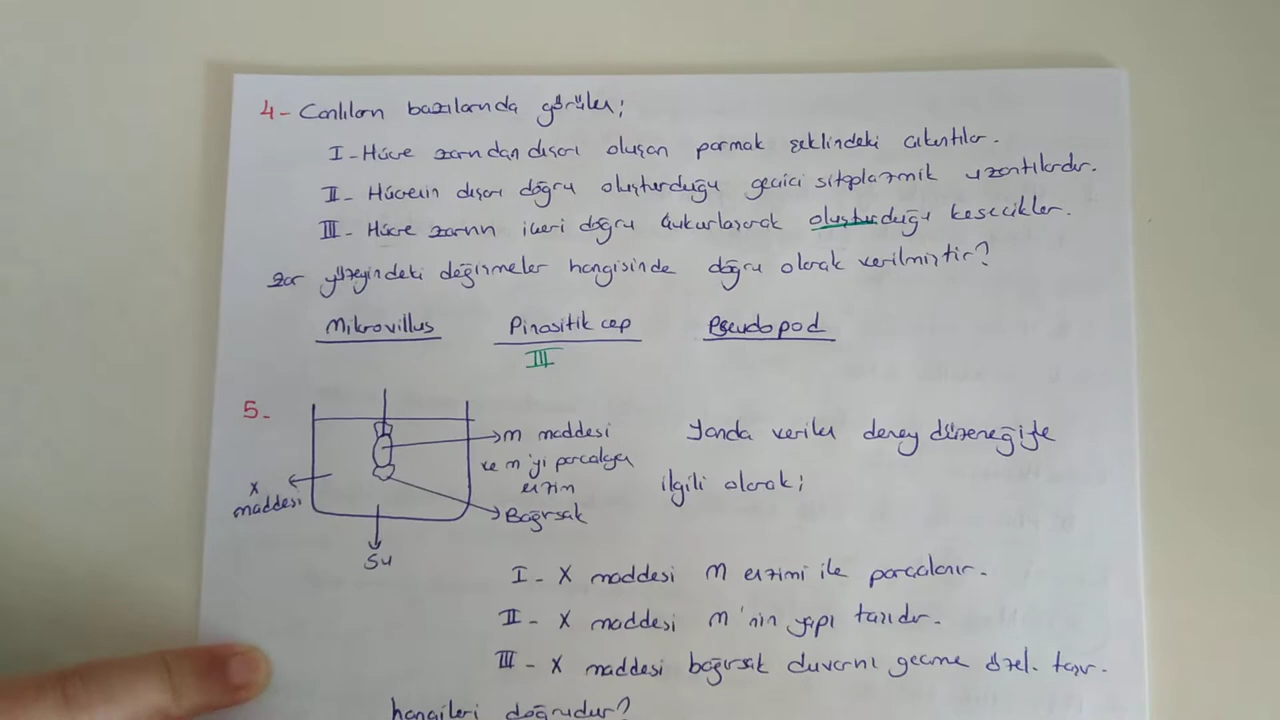 4- Canlıların bazılarında görülen;
I - Hücre zarından dışarı oluşan parmak şeklindeki çıkıntılar.
II - Hücrenin dışarı doğru oluşturduğu geçici sitoplazmik uzantılardır.
III - Hücre zarının içeri doğru çukurlaşarak oluşturduğu kesecikler.
zar yüzeyindeki değişmeler hangisinde doğru olarak verilmiştir?
Mikrovillus Pinositik cep Pseudopod
III
5-
m maddesi
ve m'yi parçalayan
enzim
Bağırsak
X
maddesi
Su
Yanda verilen deney düzeneğiyle
ilgili olarak;
I - X maddesi m enzimi ile parçalanır.
II - X maddesi m'nin yapı taşıdır.
III - X maddesi bağırsak duvarını geçme özel. taşır.
hangileri doğrudur?